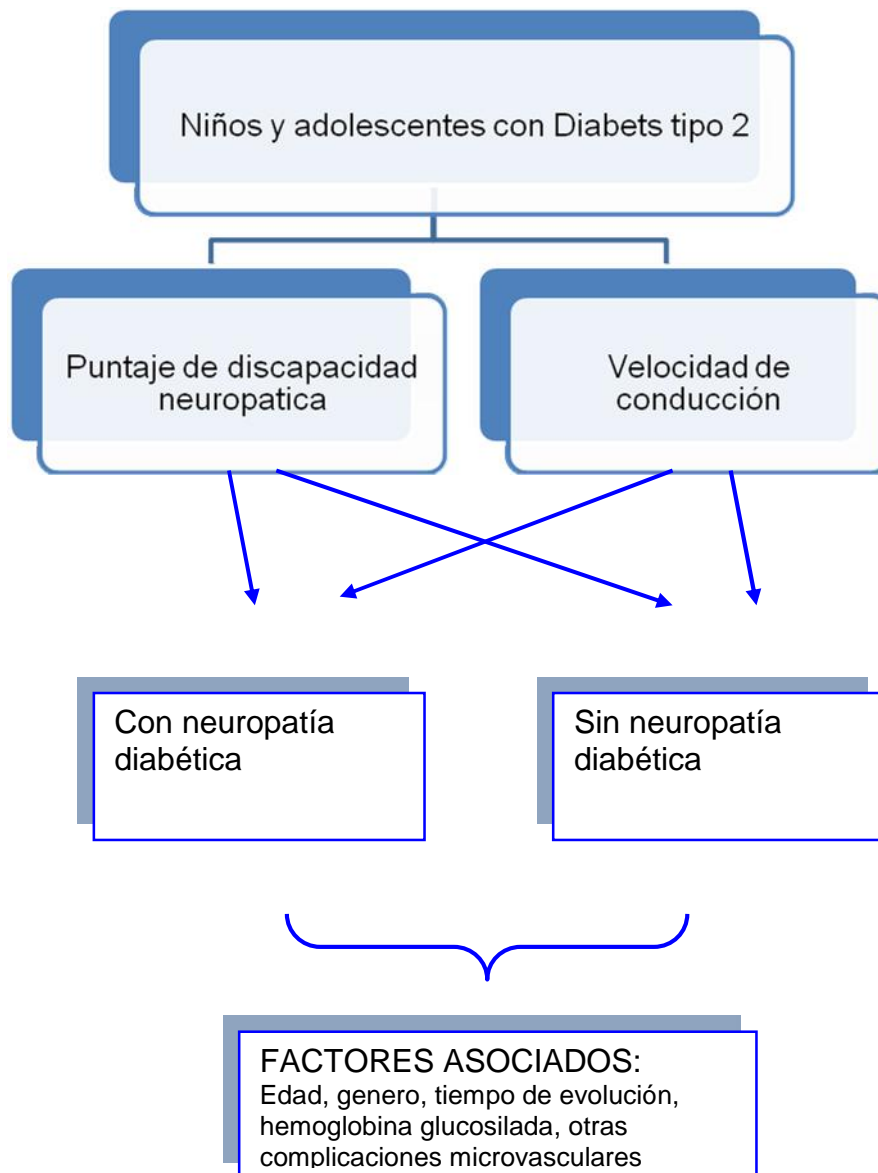 Niños y adolescentes con Diabets tipo 2
Puntaje de discapacidad
neuropatica
Velocidad de
conducción
Con neuropatía
diabética
Sin neuropatía
diabética
FACTORES ASOCIADOS:
Edad, genero, tiempo de evolución,
hemoglobina glucosilada, otras
complicaciones microvasculares